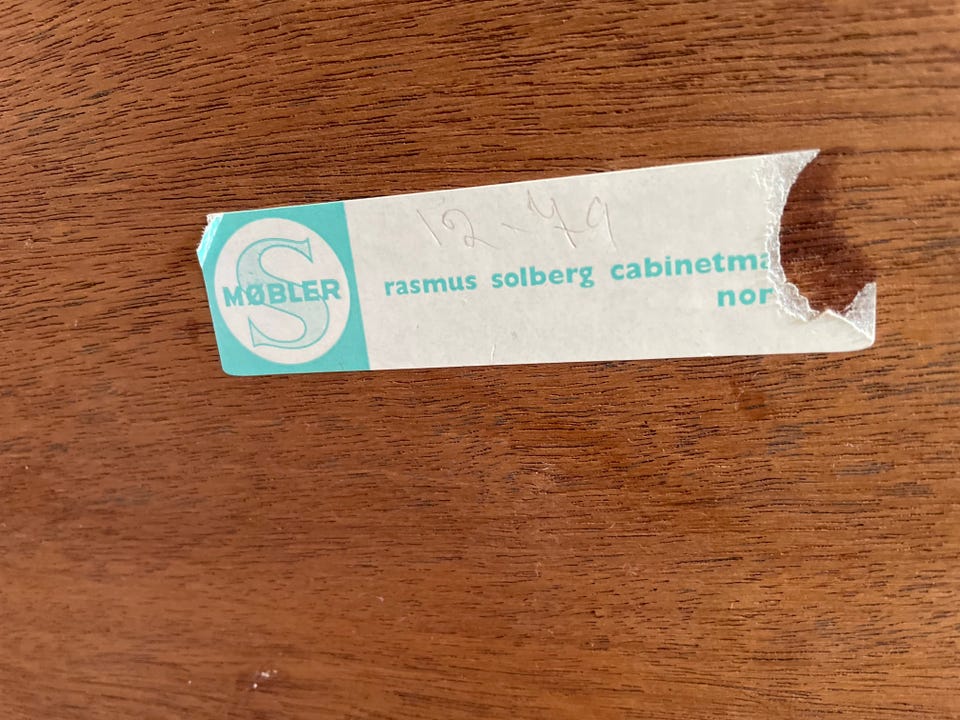 S
MØBLER
12-79
rasmus solberg cabinetma
nor